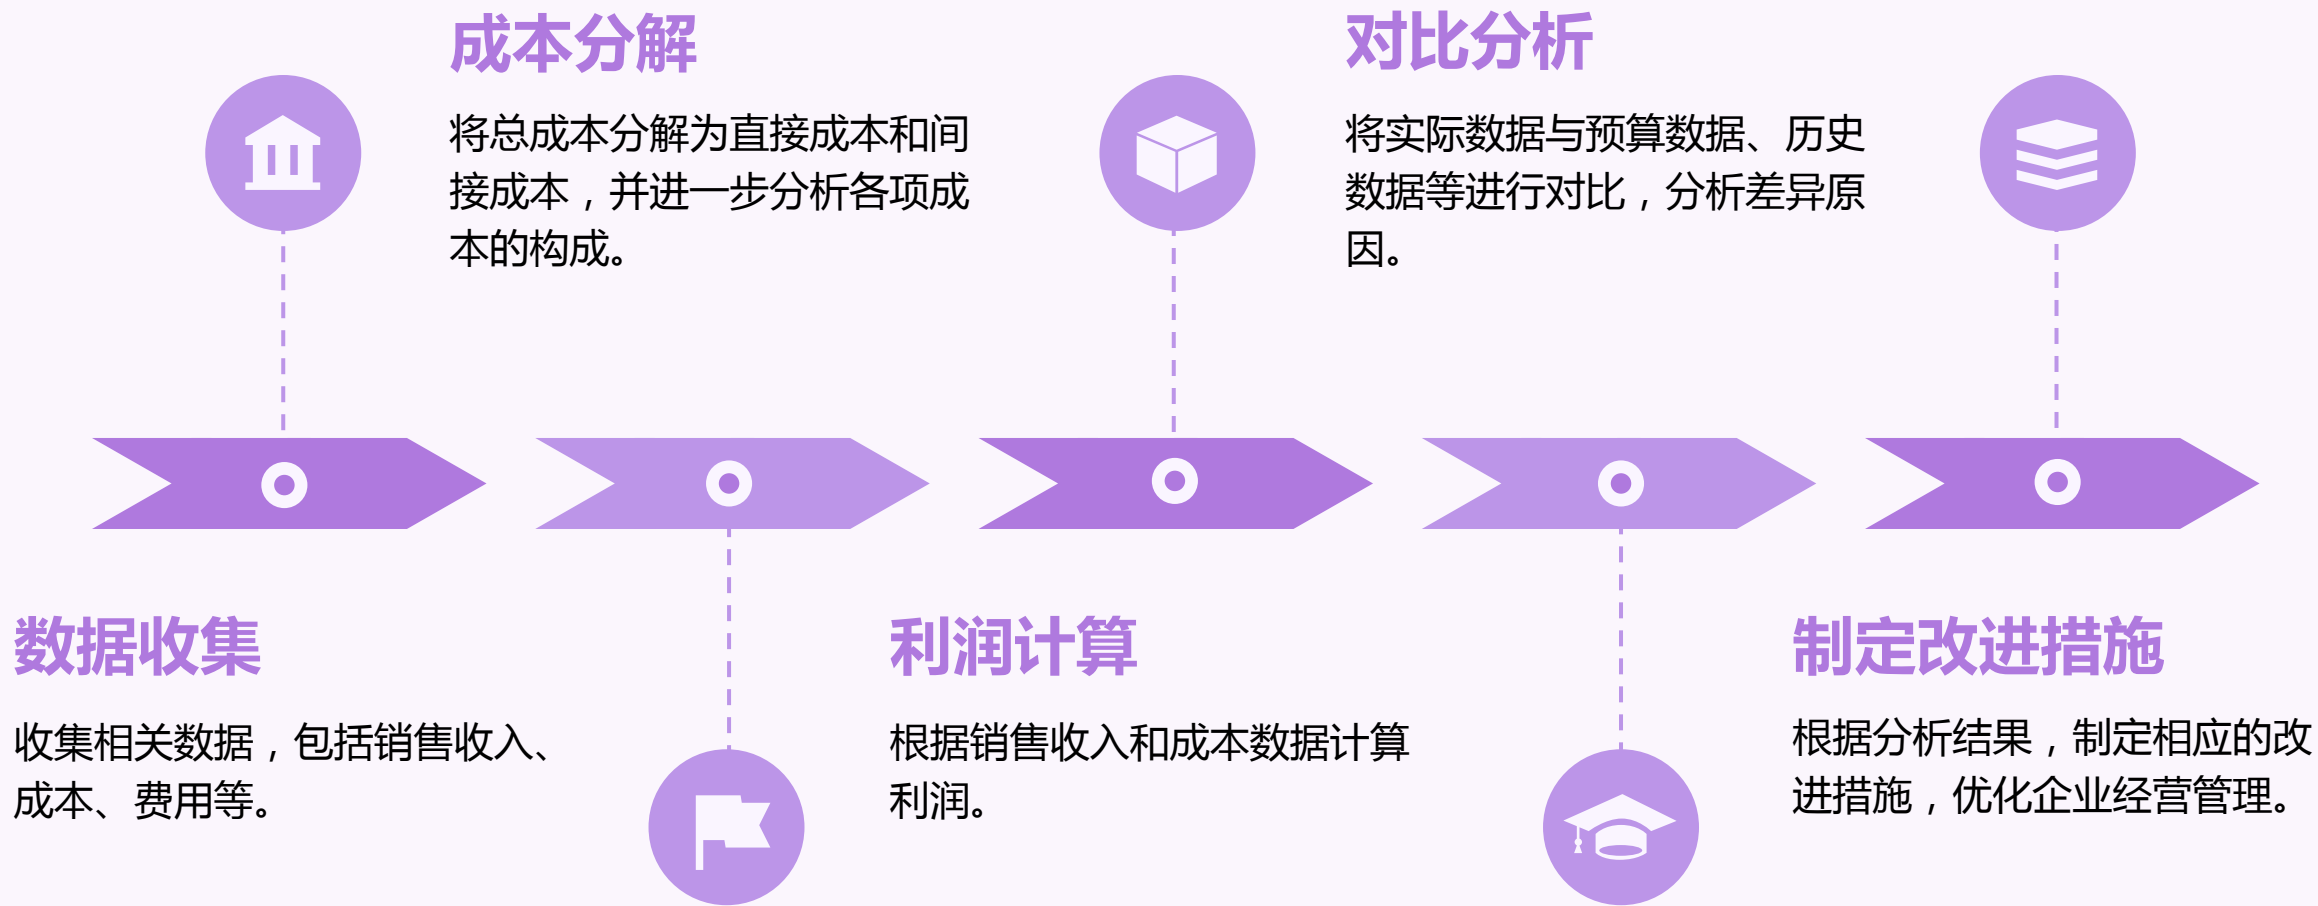 成本分解
将总成本分解为直接成本和间
接成本，并进一步分析各项成
本的构成。
对比分析
将实际数据与预算数据、历史
数据等进行对比，分析差异原
因。
数据收集
收集相关数据，包括销售收入、
成本、费用等。
利润计算
根据销售收入和成本数据计算
利润。
制定改进措施
根据分析结果，制定相应的改
进措施，优化企业经营管理。